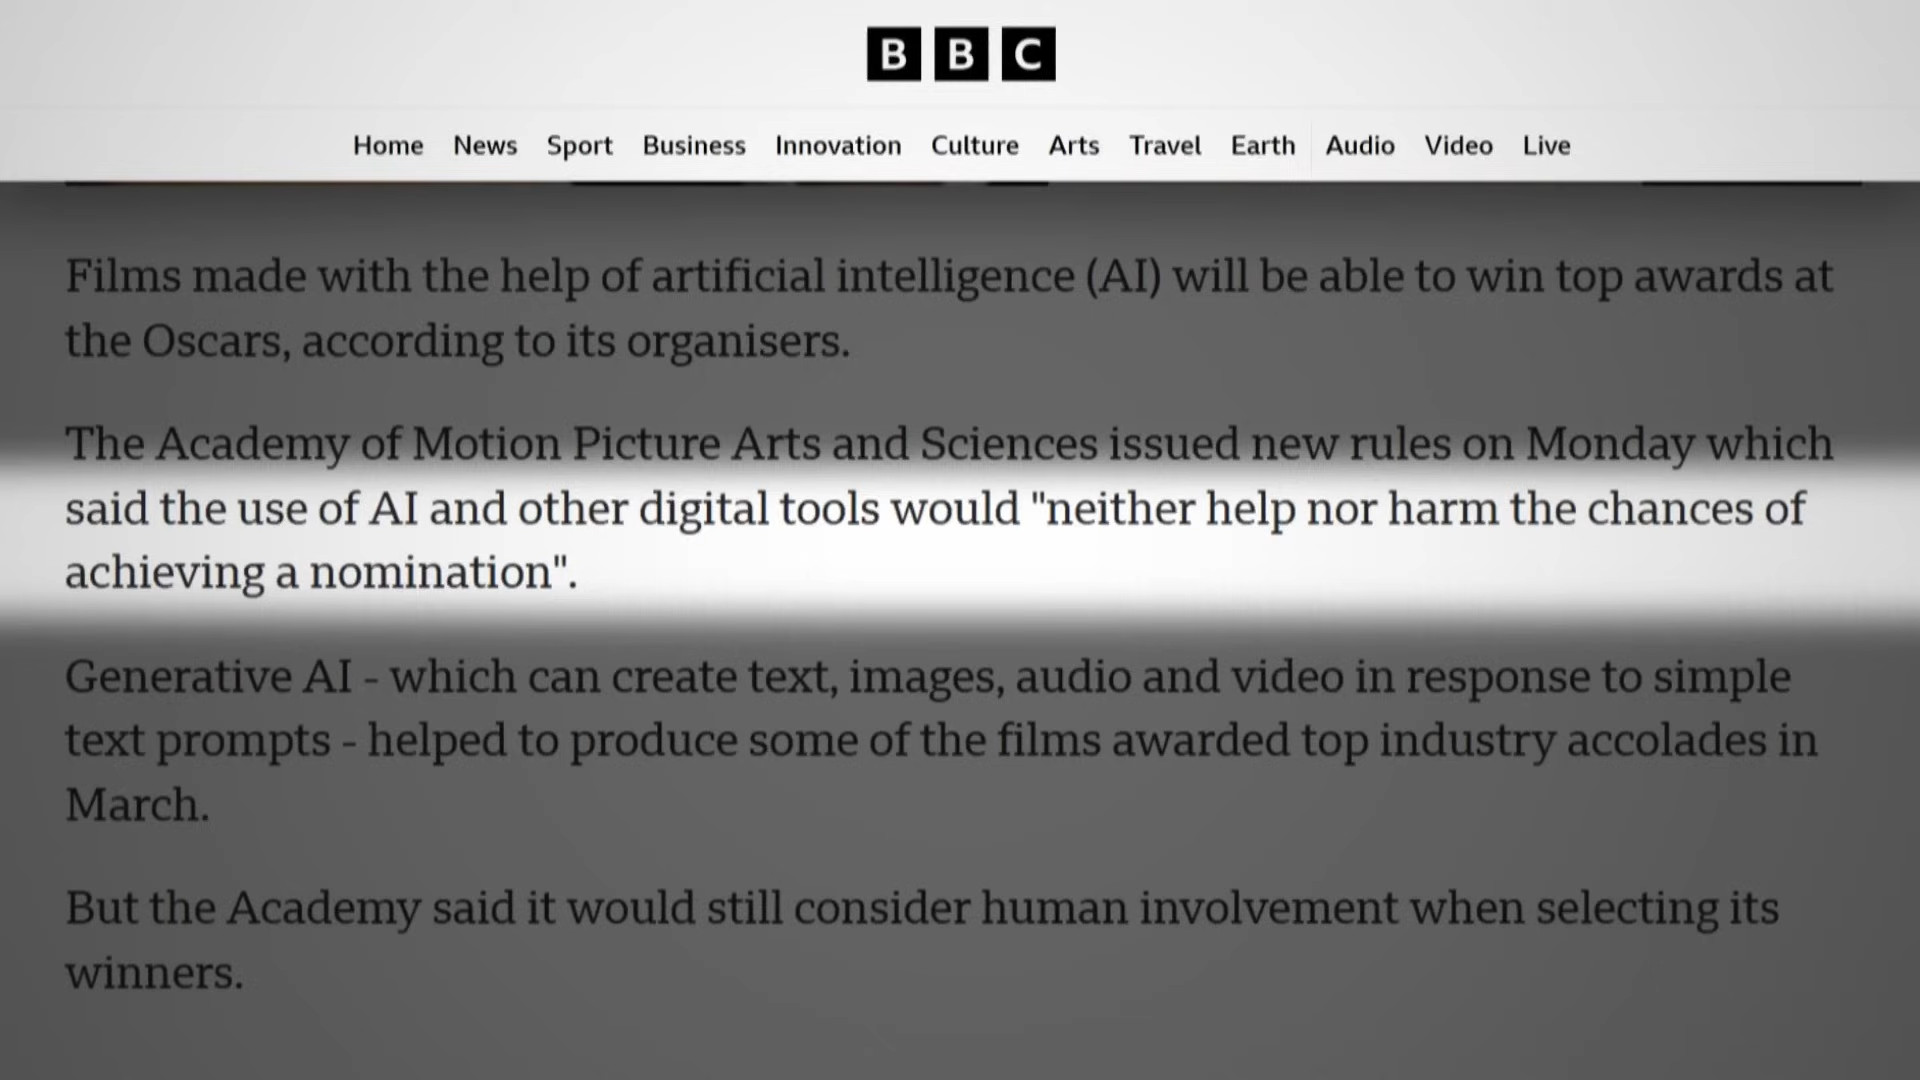 BBC
Home News Sport Business Innovation Culture Arts Travel Earth Audio Video Live
Films made with the help of artificial intelligence (AI) will be able to win top awards at
the Oscars, according to its organisers.
The Academy of Motion Picture Arts and Sciences issued new rules on Monday which
said the use of AI and other digital tools would "neither help nor harm the chances of
achieving a nomination".
Generative AI - which can create text, images, audio and video in response to simple
text prompts - helped to produce some of the films awarded top industry accolades in
March.
But the Academy said it would still consider human involvement when selecting its
winners.